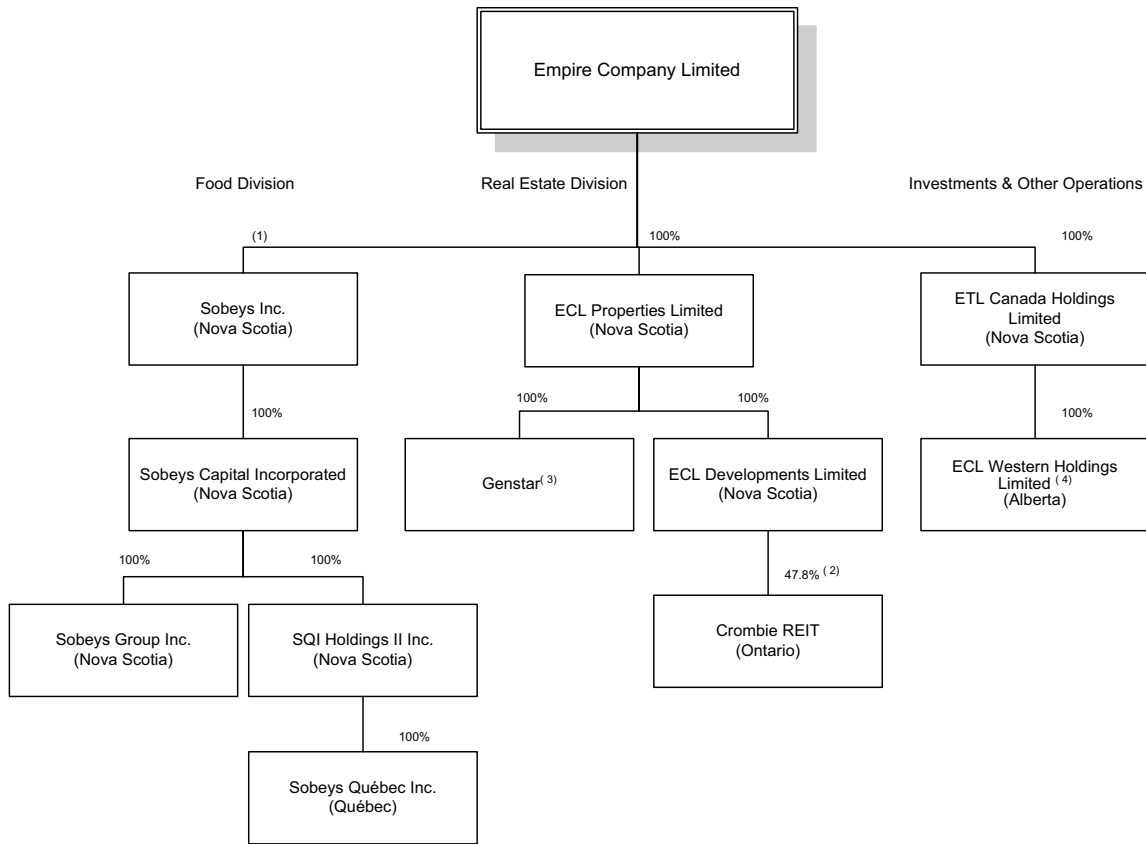 Empire Company Limited
Food Division
Real Estate Division
Investments & Other Operations
(1)
100%
100%
Sobeys Inc.
(Nova Scotia)
ECL Properties Limited
(Nova Scotia)
ETL Canada Holdings
Limited
(Nova Scotia)
100%
100%
100%
100%
Sobeys Capital Incorporated
(Nova Scotia)
Genstar( 3)
ECL Developments Limited
(Nova Scotia)
ECL Western Holdings
Limited ( 4)
(Alberta)
100%
100%
47.8% ( 2)
Sobeys Group Inc.
(Nova Scotia)
SQI Holdings II Inc.
(Nova Scotia)
Crombie REIT
(Ontario)
100%
Sobeys Québec Inc.
(Québec)